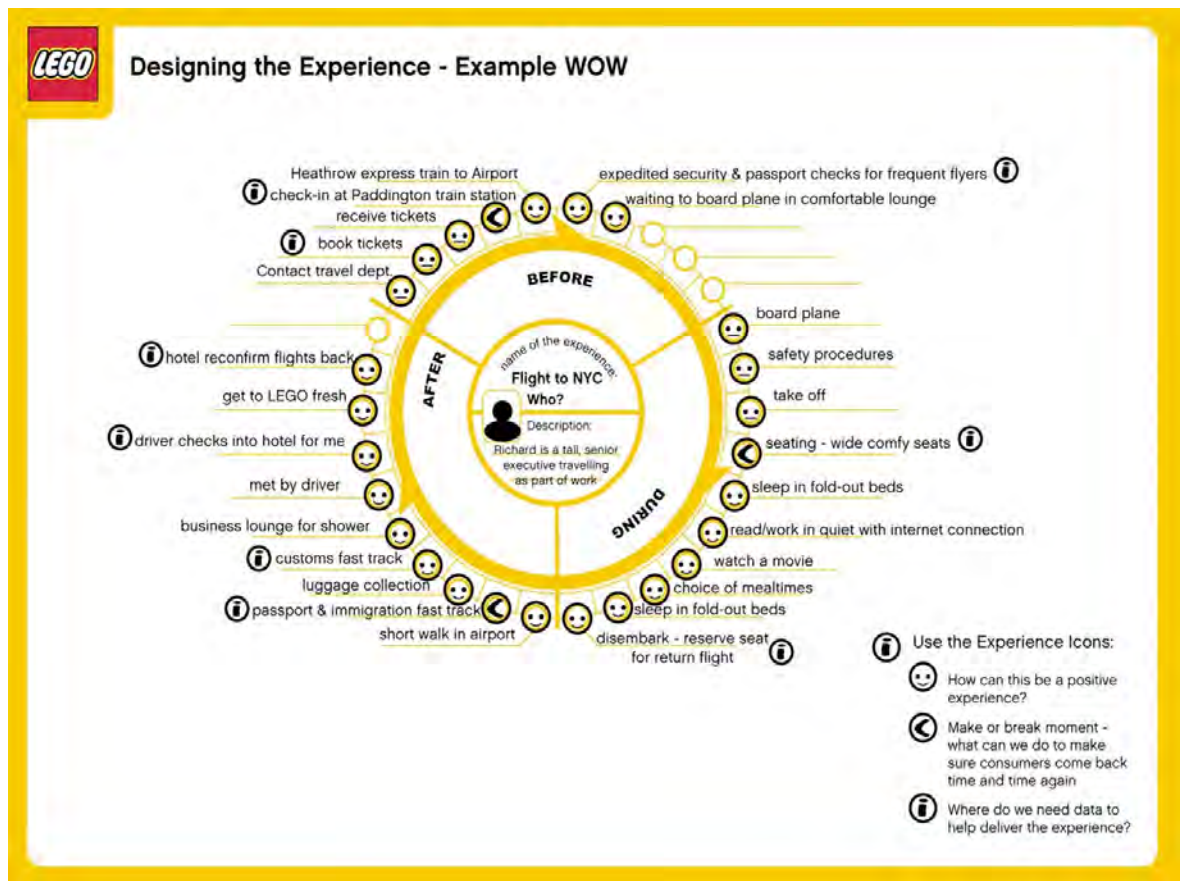 LEGO
Designing the Experience - Example WOW
Heathrow express train to Airport
check-in at Paddington train station
receive tickets
book tickets
Contact travel dept.
expedited security & passport checks for frequent flyers
waiting to board plane in comfortable lounge
BEFORE
board plane
safety procedures
take off
seating - wide comfy seats
sleep in fold-out beds
read/work in quiet with internet connection
watch a movie
choice of mealtimes
sleep in fold-out beds
disembark - reserve seat
for return flight
DURING
AFTER
hotel reconfirm flights back
get to LEGO fresh
driver checks into hotel for me
met by driver
business lounge for shower
customs fast track
luggage collection
passport & immigration fast track
short walk in airport
name of the experience:
Flight to NYC
Who?
Description:
Richard is a tall, senior
executive travelling
as part of work
Use the Experience Icons:
How can this be a positive
experience?
Make or break moment -
what can we do to make
sure consumers come back
time and time again
Where do we need data to
help deliver the experience?